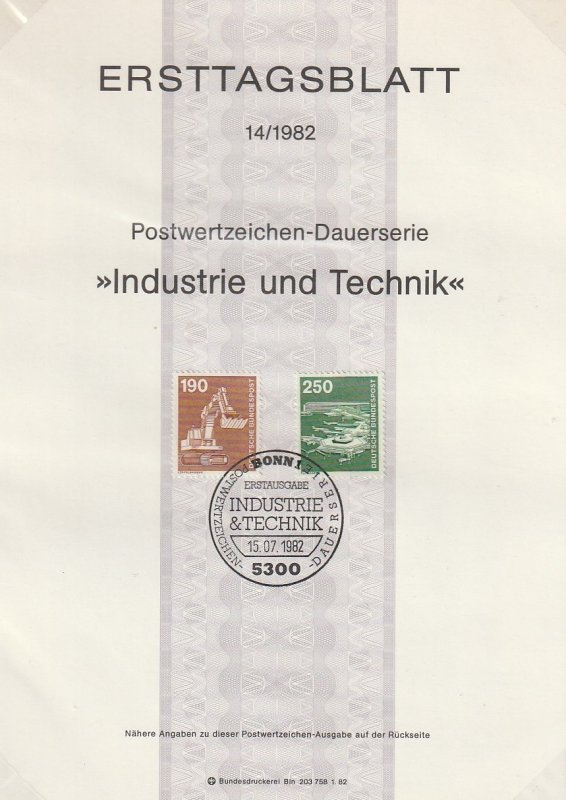 ERSTTAGSBLATT
14/1982
Postwertzeichen-Dauerserie
»Industrie und Technik«
190
DEUTSCHE BUNDESPOST
250
DEUTSCHE BUNDESPOST
BONN 1
POSTWERTZEICHEN-
-DAUERSERIE
ERSTAUSGABE
INDUSTRIE
&TECHNIK
15.07.1982
5300
Nähere Angaben zu dieser Postwertzeichen-Ausgabe auf der Rückseite
Bundesdruckerei Bln 203 758 1. 82